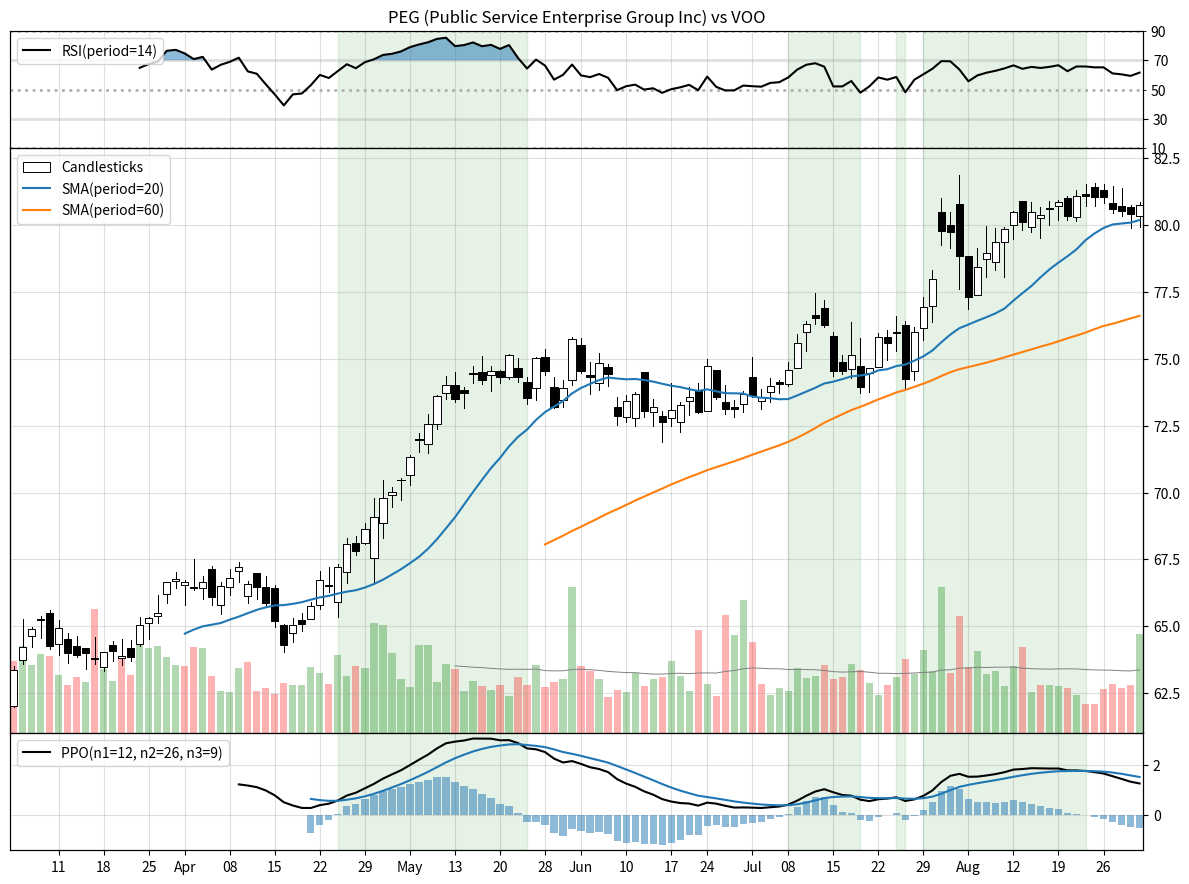 PEG (Public Service Enterprise Group Inc) vs VOO
RSI(period=14)
90
70
50
30
10
Candlesticks
SMA(period=20)
SMA(period=60)
82.5
80.0
77.5
75.0
72.5
70.0
67.5
65.0
62.5
PPO(n1=12, n2=26, n3=9)
2
0
11 18 25 Apr 08 15 22 29 May 13 20 28 Jun 10 17 24 Jul 08 15 22 29 Aug 12 19 26